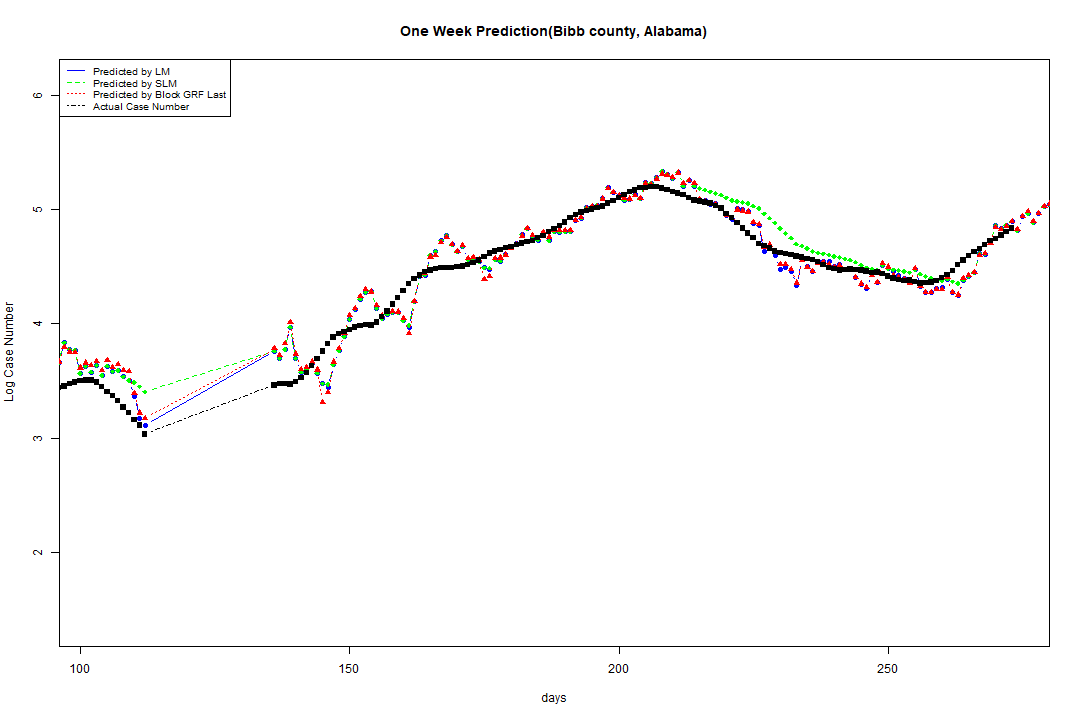 One Week Prediction(Bibb county, Alabama)
Predicted by LM
Predicted by SLM
Predicted by Block GRF Last
Actual Case Number
6
5
4
3
2
Log Case Number
100 150 200 250
days